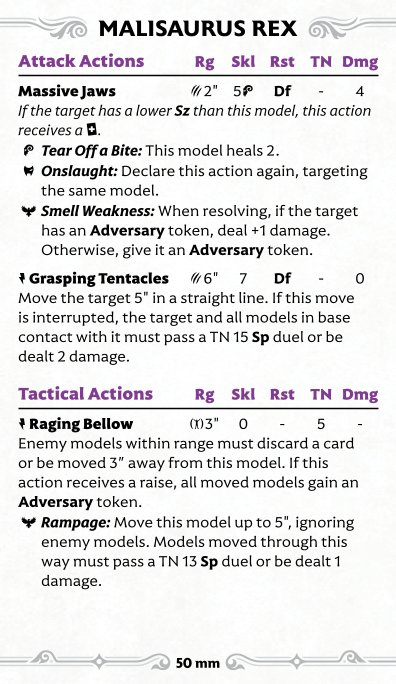 MALISAURUS REX
Attack Actions Rg Skl Rst TN Dmg
Massive Jaws 2" 5 Df - 4
If the target has a lower Sz than this model, this action
receives a .
Tear Off a Bite: This model heals 2.
Onslaught: Declare this action again, targeting
the same model.
Smell Weakness: When resolving, if the target
has an Adversary token, deal +1 damage.
Otherwise, give it an Adversary token.
Grasping Tentacles 6" 7 Df - 0
Move the target 5" in a straight line. If this move
is interrupted, the target and all models in base
contact with it must pass a TN 15 Sp duel or be
dealt 2 damage.
Tactical Actions Rg Skl Rst TN Dmg
Raging Bellow 3" 0 - 5 -
Enemy models within range must discard a card
or be moved 3" away from this model. If this
action receives a raise, all moved models gain an
Adversary token.
Rampage: Move this model up to 5", ignoring
enemy models. Models moved through this
way must pass a TN 13 Sp duel or be dealt 1
damage.
50 mm